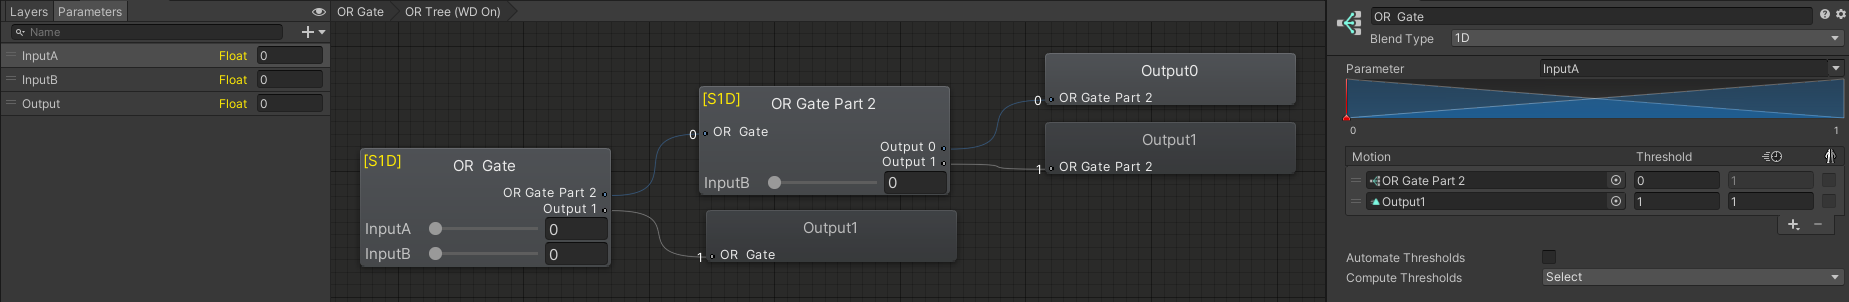 Layers Parameters
Name
InputA Float 0
InputB Float 0
Output Float 0
OR Gate OR Tree (WD On)
[S1D] OR Gate
OR Gate Part 2
Output 1
InputA 0
InputB 0
[S1D] OR Gate Part 2
0 OR Gate
Output 0
Output 1
InputB 0
Output1
1 OR Gate
Output0
0 OR Gate Part 2
Output1
1 OR Gate Part 2
OR Gate
Blend Type 1D
Parameter InputA
0 1
Motion Threshold
OR Gate Part 2 0 1
Output1 1 1
Automate Thresholds
Compute Thresholds Select